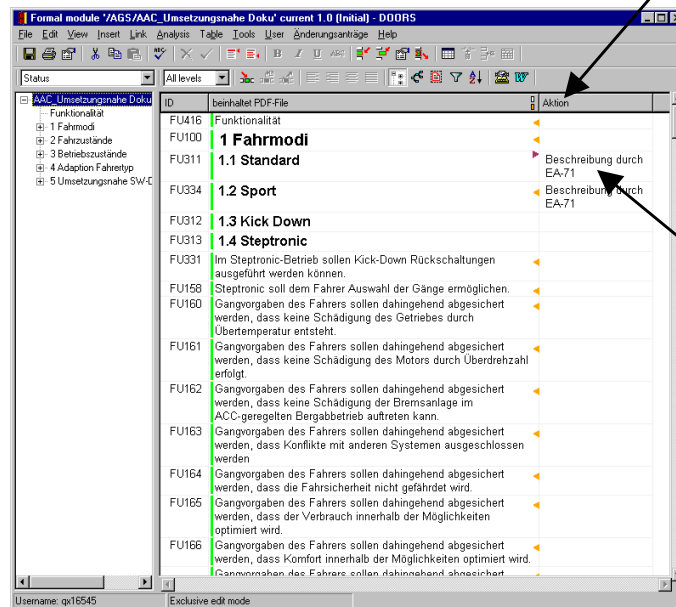 Formal module '/AGS/AAC_Umsetzungsnahe Doku' current 1.0 (Initial) - DOORS
File Edit View Insert Link Analysis Table Tools User Änderungsanträge Help
Status All levels
AAC_Umsetzungsnahe Doku
Funktionalität
1 Fahrmodi
2 Fahrzustände
3 Betriebszustände
4 Adaption Fahrertyp
5 Umsetzungsnahe SW-D
ID beinhaltet PDF-File Aktion
FU416 Funktionalität
FU100 1 Fahrmodi
FU311 1.1 Standard Beschreibung durch
EA-71
FU334 1.2 Sport Beschreibung durch
EA-71
FU312 1.3 Kick Down
FU313 1.4 Steptronic
FU331 Im Steptronic-Betrieb sollen Kick-Down Rückschaltungen
ausgeführt werden können.
FU158 Steptronic soll dem Fahrer Auswahl der Gänge ermöglichen.
FU160 Gangvorgaben des Fahrers sollen dahingehend abgesichert
werden, dass keine Schädigung des Getriebes durch
Übertemperatur entsteht.
FU161 Gangvorgaben des Fahrers sollen dahingehend abgesichert
werden, dass keine Schädigung des Motors durch Überdrehzahl
erfolgt.
FU162 Gangvorgaben des Fahrers sollen dahingehend abgesichert
werden, dass keine Schädigung der Bremsanlage im
ACC-geregelten Bergabbetrieb auftreten kann.
FU163 Gangvorgaben des Fahrers sollen dahingehend abgesichert
werden, dass Konflikte mit anderen Systemen ausgeschlossen
werden
FU164 Gangvorgaben des Fahrers sollen dahingehend abgesichert
werden, dass die Fahrsicherheit nicht gefährdet wird.
FU165 Gangvorgaben des Fahrers sollen dahingehend abgesichert
werden, dass der Verbrauch innerhalb der Möglichkeiten
optimiert wird.
FU166 Gangvorgaben des Fahrers sollen dahingehend abgesichert
werden, dass Komfort innerhalb der Möglichkeiten optimiert wird.
Gangvorgaben des Fahrers sollen dahingehend abgesichert
Username: qx16545 Exclusive edit mode